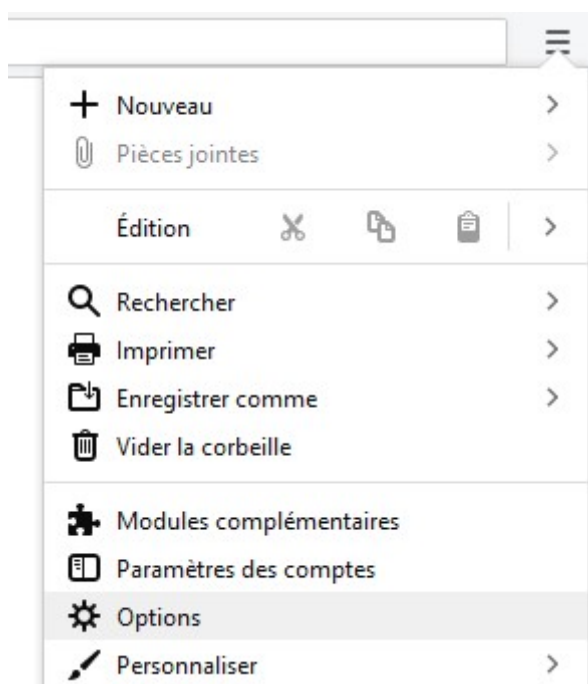 Nouveau
Pièces jointes
Édition
Rechercher
Imprimer
Enregistrer comme
Vider la corbeille
Modules complémentaires
Paramètres des comptes
Options
Personnaliser